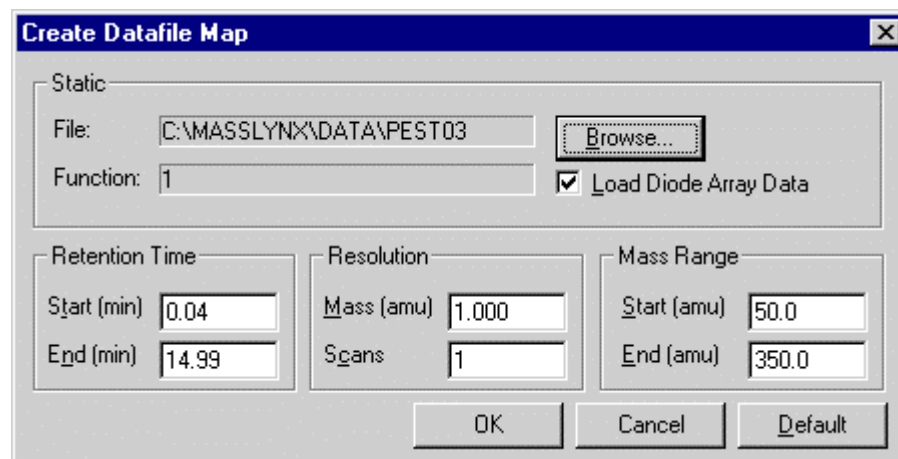 Create Datafile Map
Static
File: C:\MASSLYNX\DATA\PEST03
Browse...
Function: 1
Load Diode Array Data
Retention Time
Start (min) 0.04
End (min) 14.99
Resolution
Mass (amu) 1.000
Scans 1
Mass Range
Start (amu) 50.0
End (amu) 350.0
OK
Cancel
Default